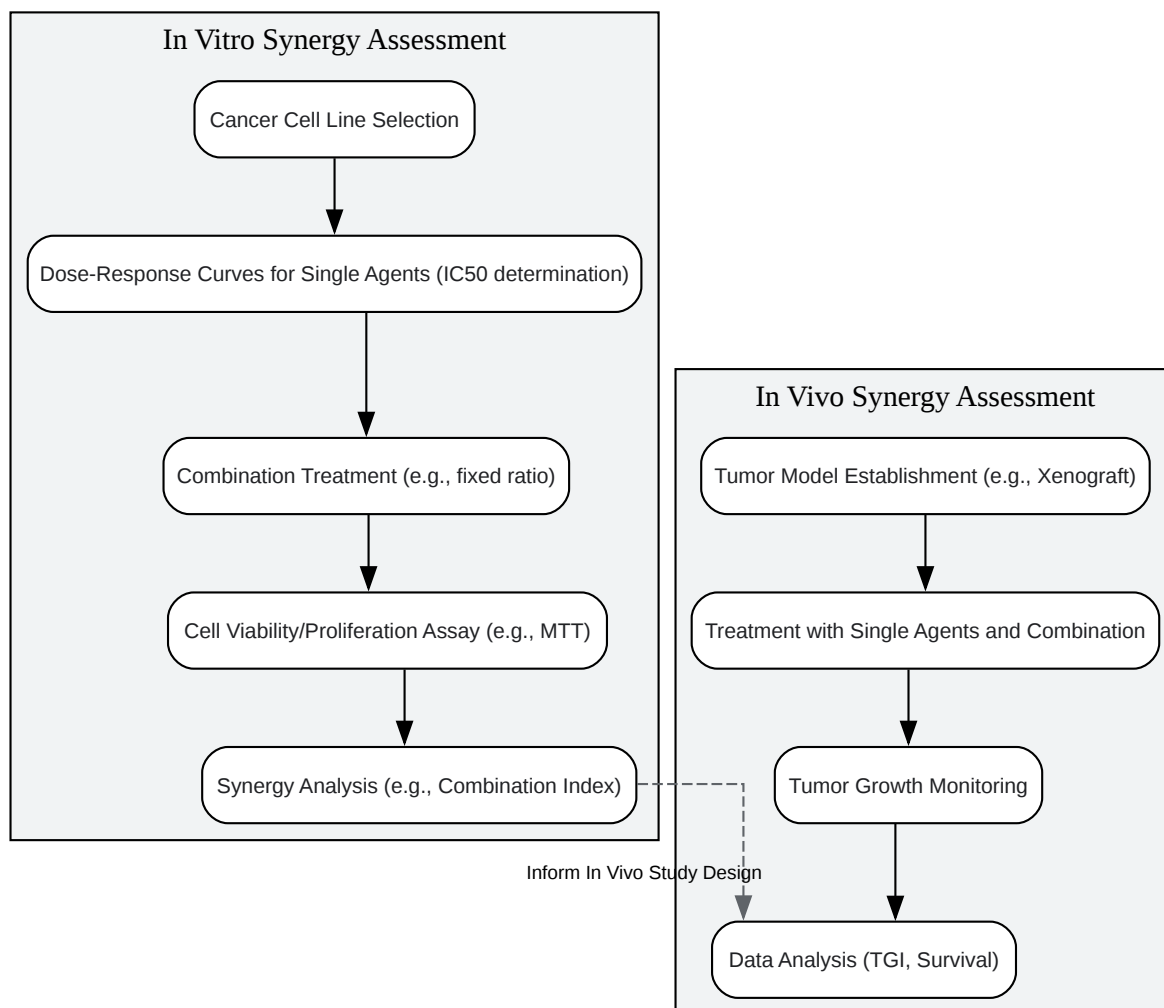 In Vitro Synergy Assessment
Cancer Cell Line Selection
Dose-Response Curves for Single Agents (IC50 determination)
Combination Treatment (e.g., fixed ratio)
Cell Viability/Proliferation Assay (e.g., MTT)
Synergy Analysis (e.g., Combination Index)
Inform In Vivo Study Design
In Vivo Synergy Assessment
Tumor Model Establishment (e.g., Xenograft)
Treatment with Single Agents and Combination
Tumor Growth Monitoring
Data Analysis (TGI, Survival)